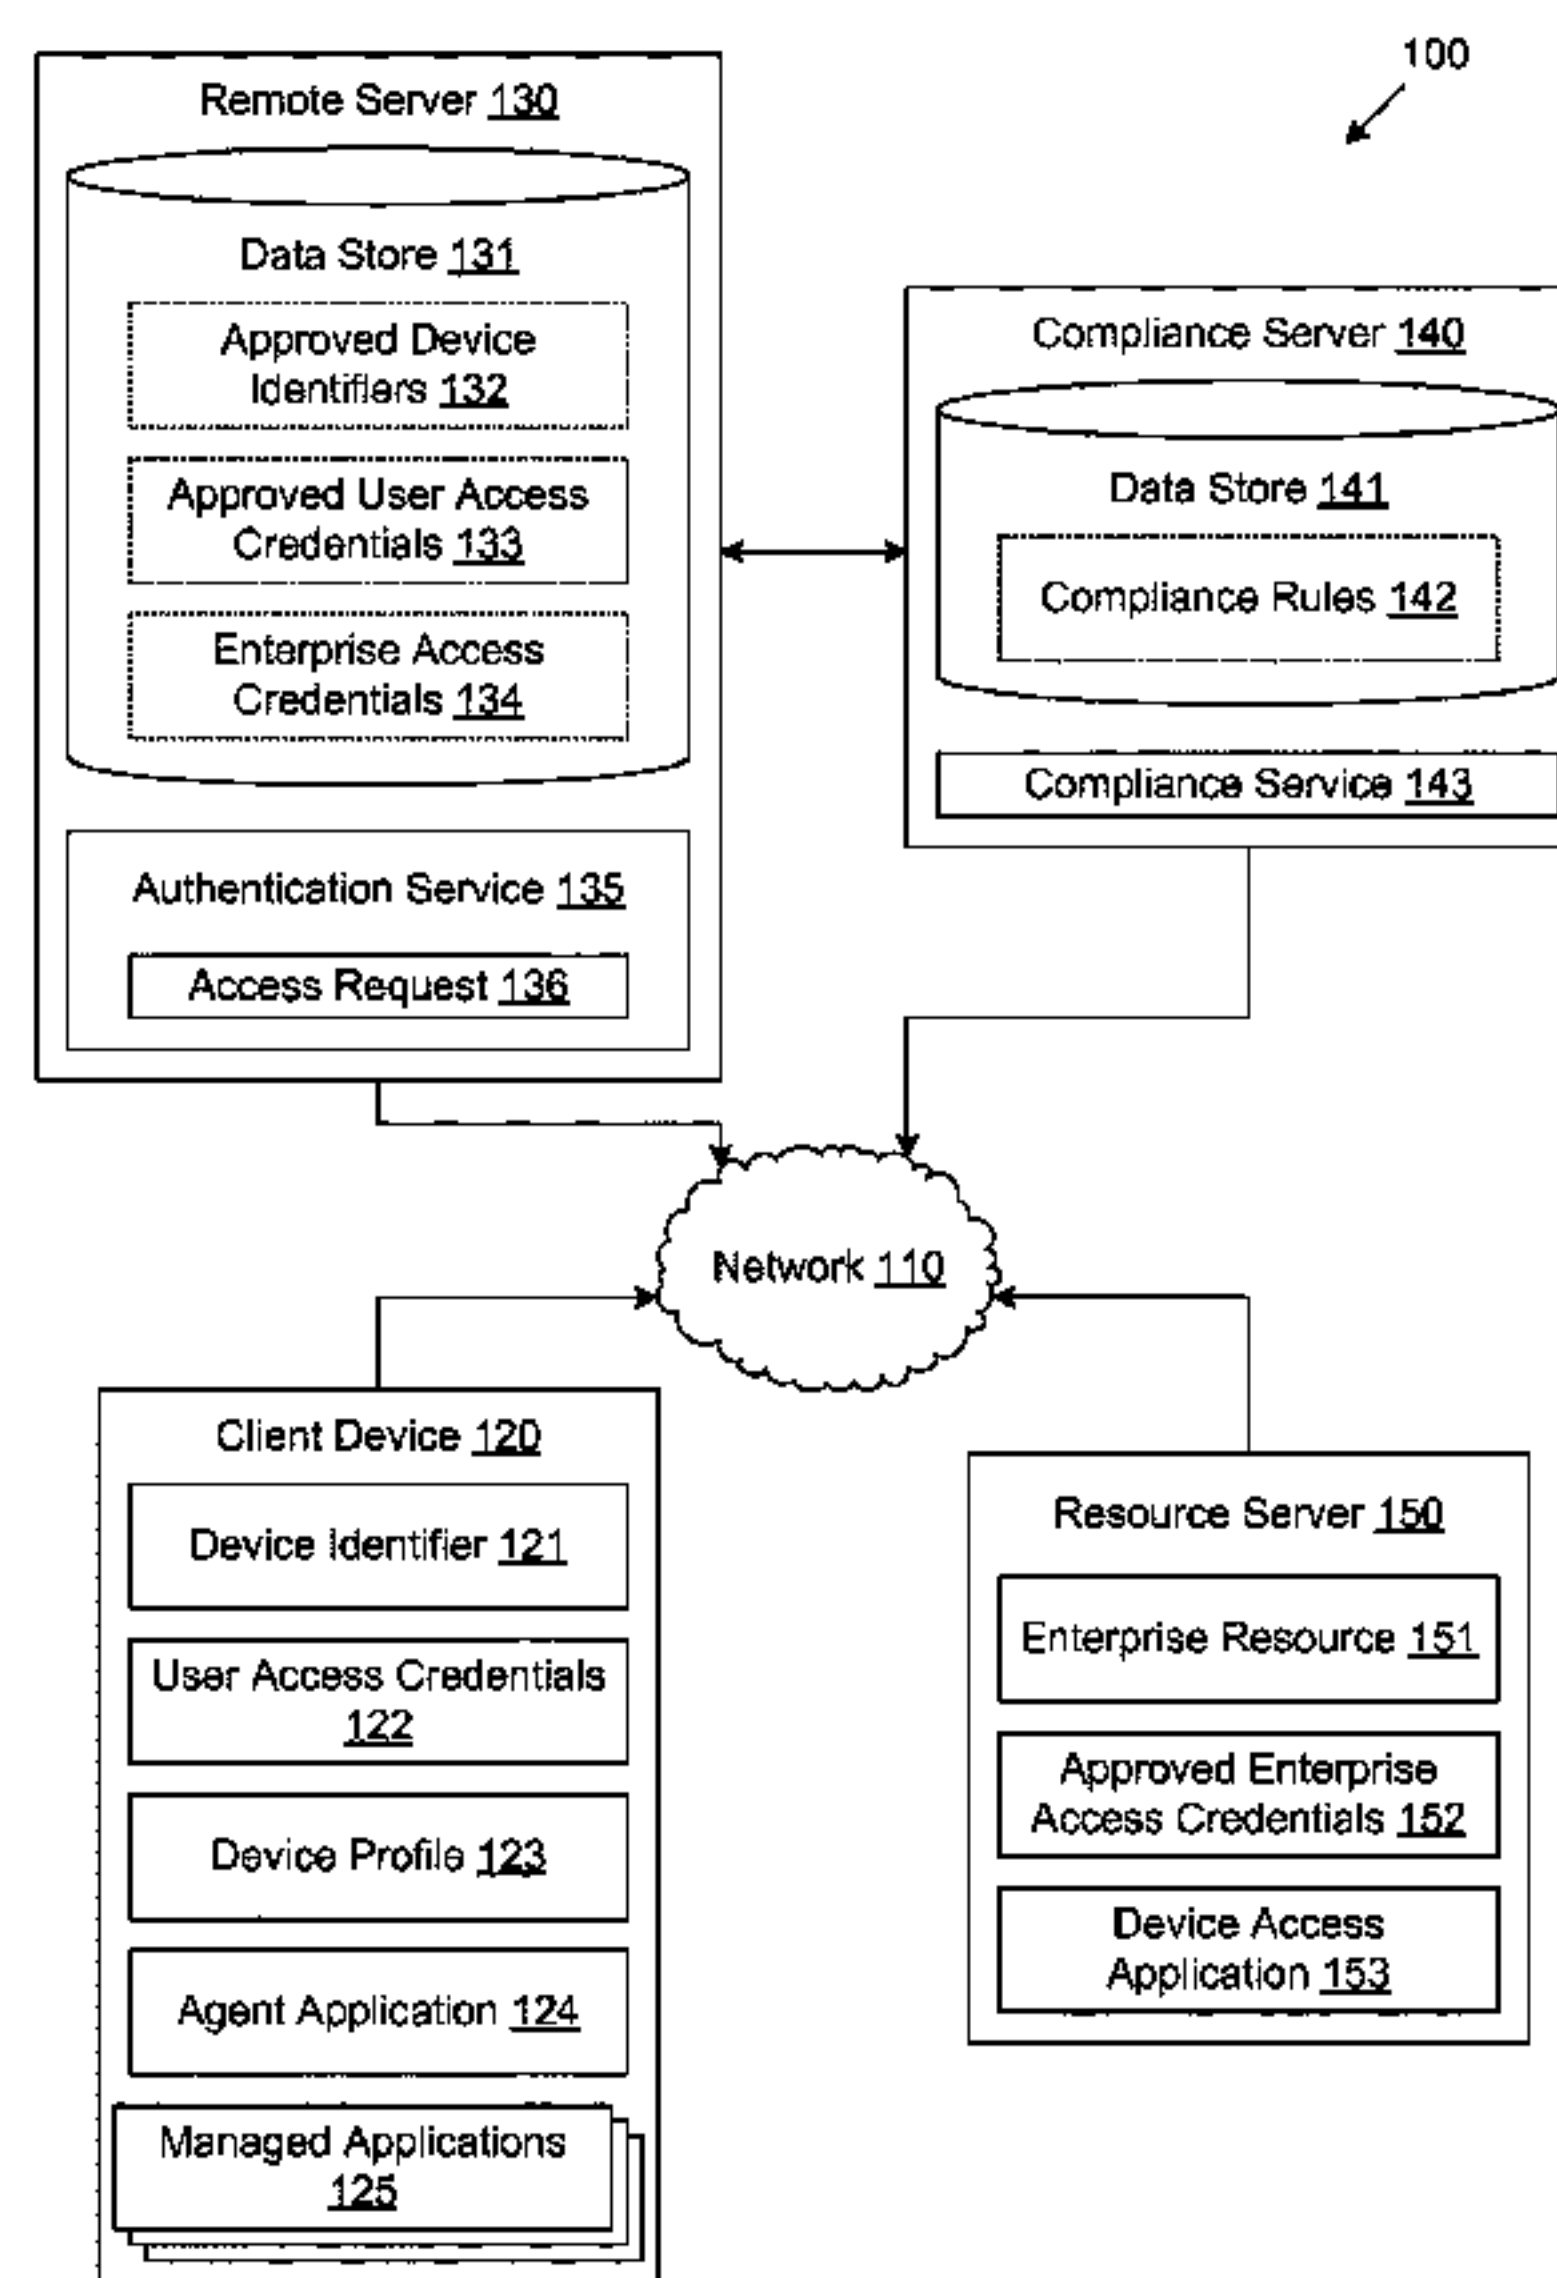 100
Remote Server 130
Data Store 131
Approved Device
Identifiers 132
Approved User Access
Credentials 133
Enterprise Access
Credentials 134
Authentication Service 135
Access Request 136
Compliance Server 140
Data Store 141
Compliance Rules 142
Compliance Service 143
Network 110
Client Device 120
Device Identifier 121
User Access Credentials
122
Device Profile 123
Agent Application 124
Managed Applications
125
Resource Server 150
Enterprise Resource 151
Approved Enterprise
Access Credentials 152
Device Access
Application 153